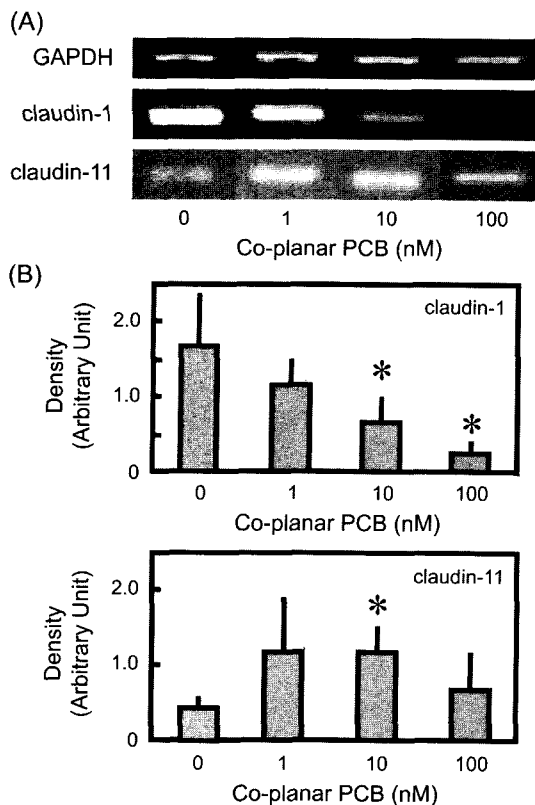 (A)
GAPDH
claudin-1
claudin-11
0 1 10 100
Co-planar PCB (nM)
(B)
claudin-1
Density
(Arbitrary Unit)
2.0
1.0
0
*
*
0 1 10 100
Co-planar PCB (nM)
claudin-11
Density
(Arbitrary Unit)
2.0
1.0
0
*
0 1 10 100
Co-planar PCB (nM)